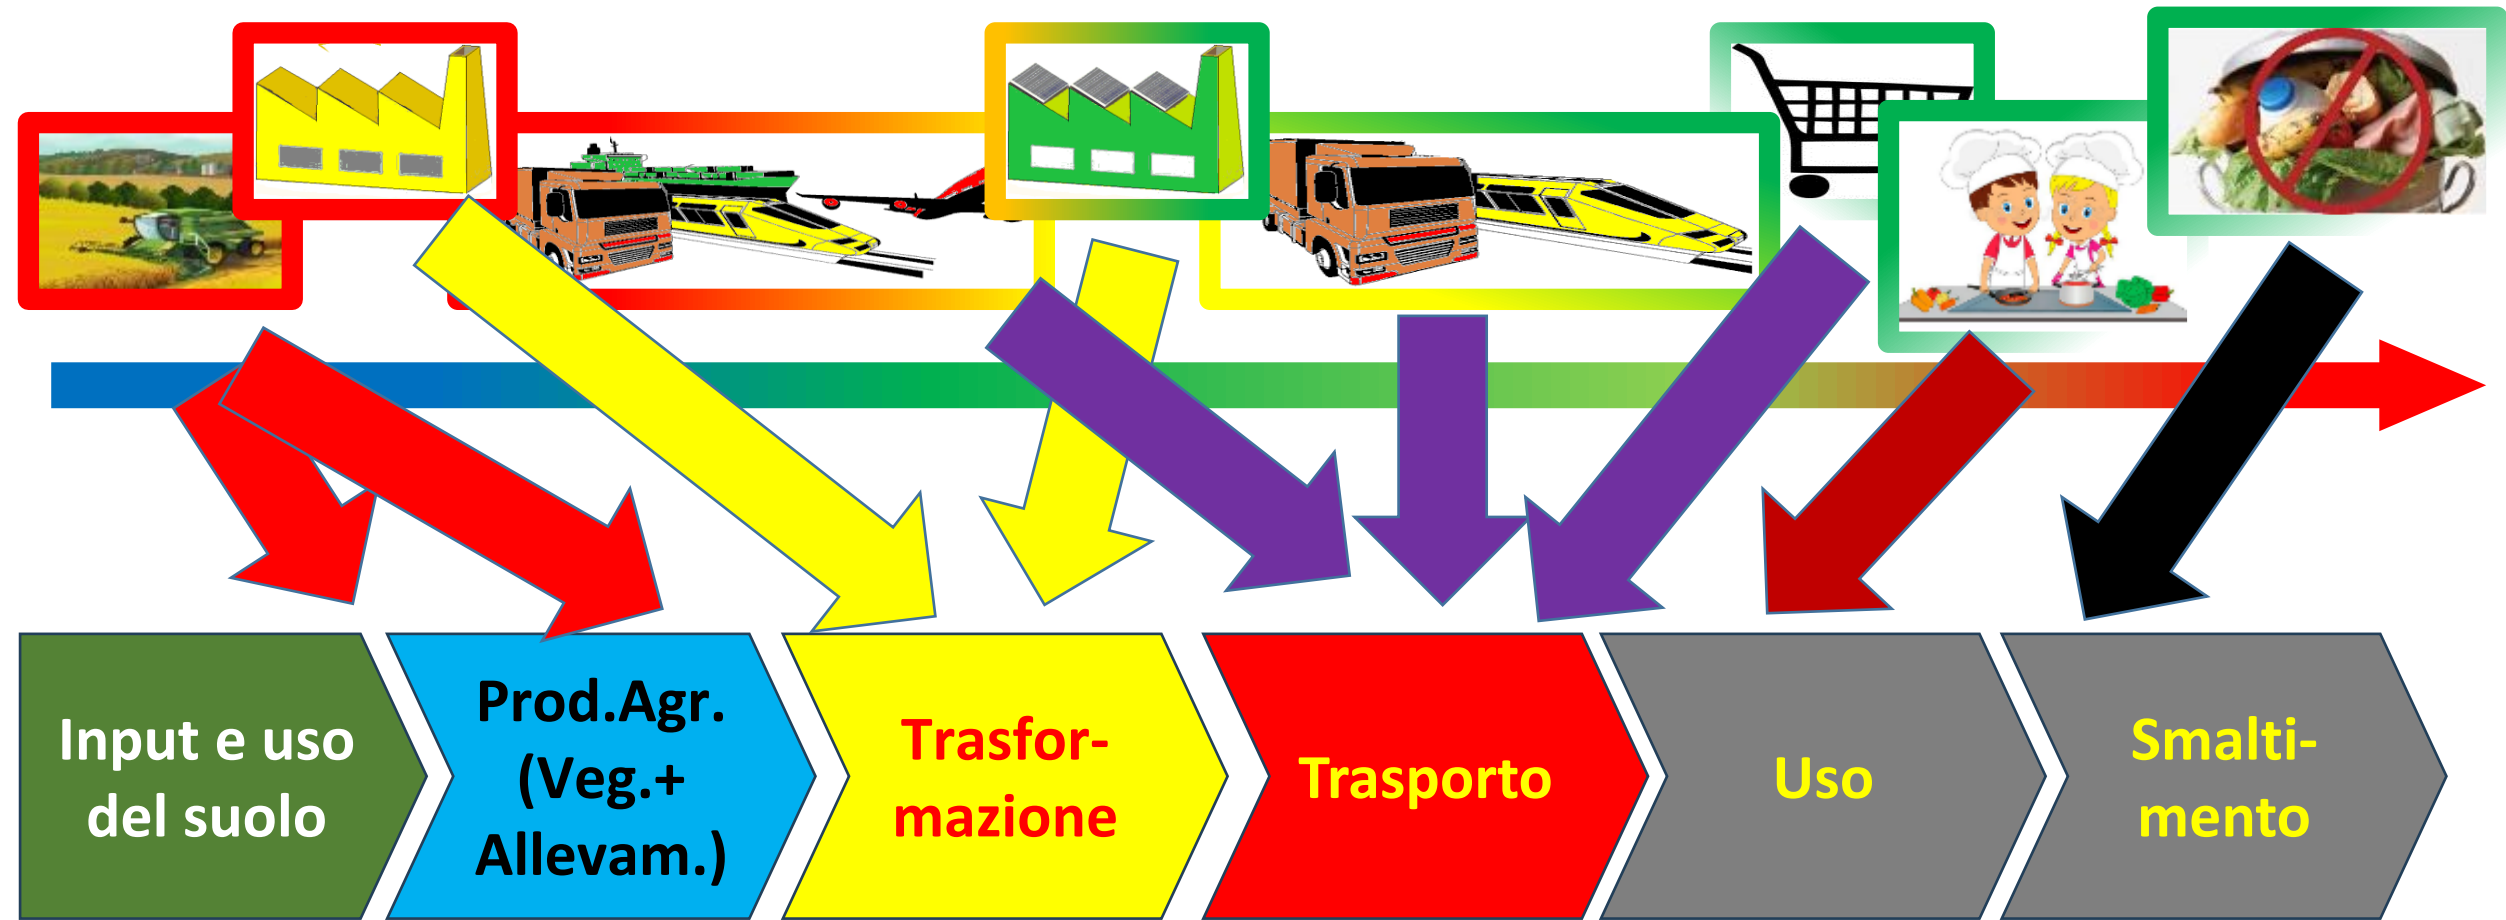 Input e uso
del suolo
Prod.Agr.
(Veg.+
Allevam.)
Trasfor-
mazione
Trasporto
Uso
Smalti-
mento